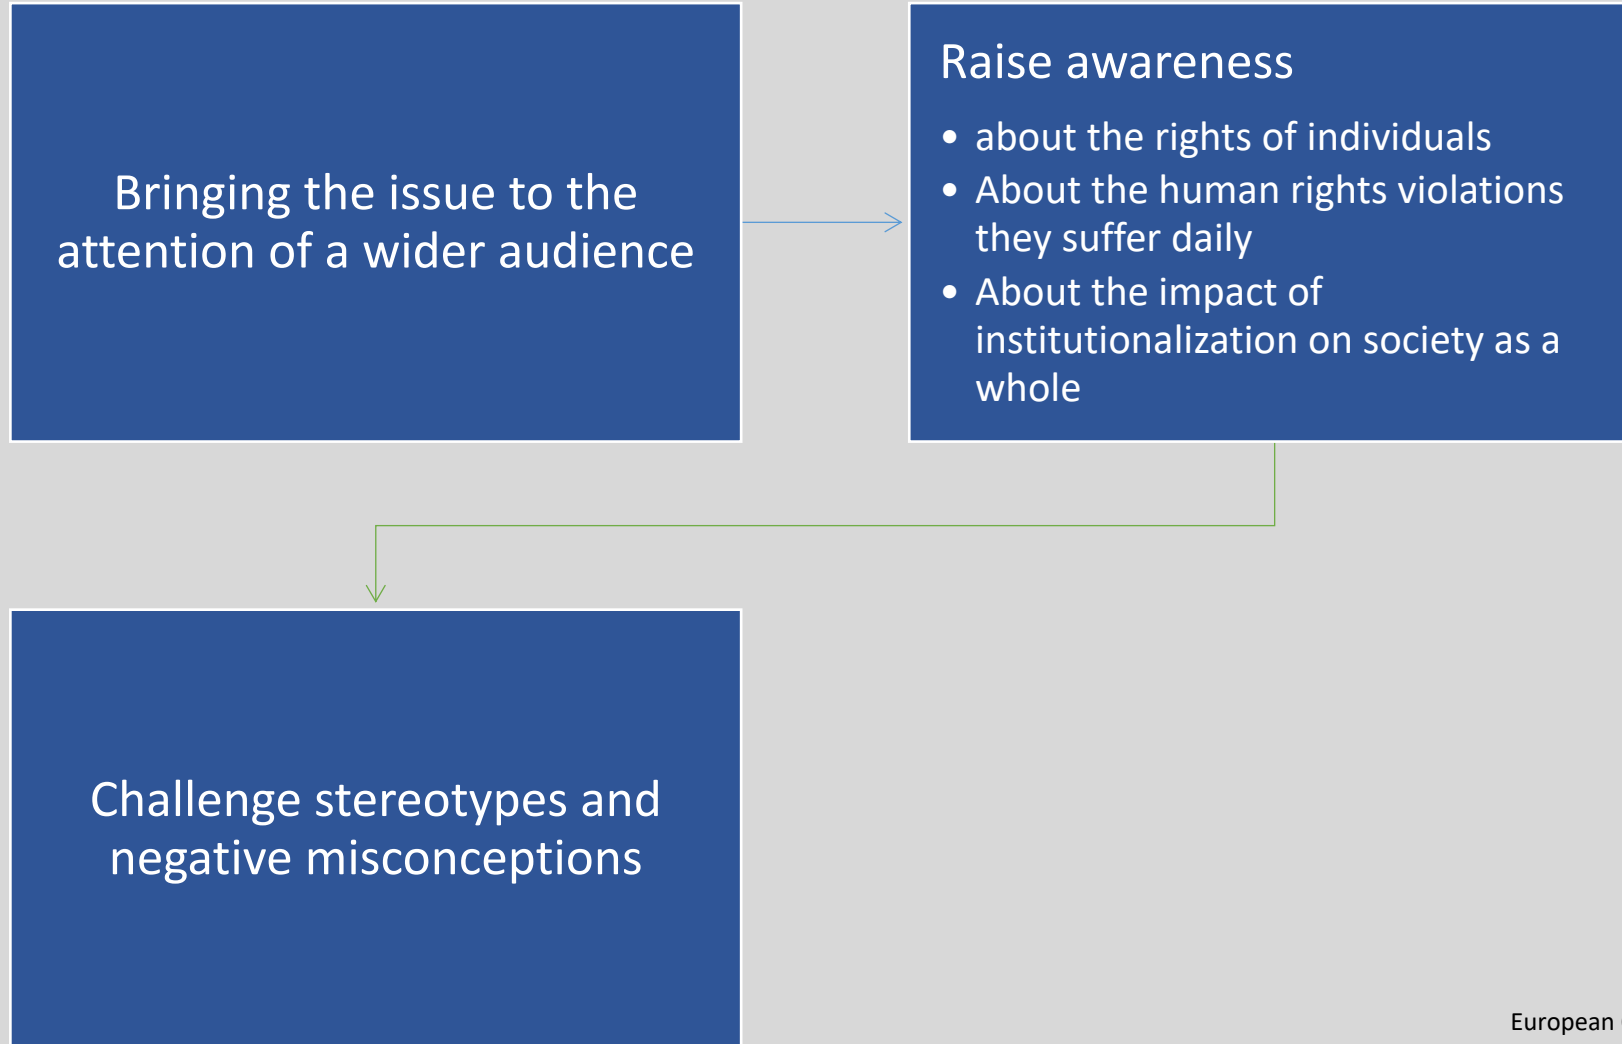 Bringing the issue to the
attention of a wider audience
Raise awareness
• about the rights of individuals
• About the human rights violations
they suffer daily
• About the impact of
institutionalization on society as a
whole
Challenge stereotypes and
negative misconceptions
European